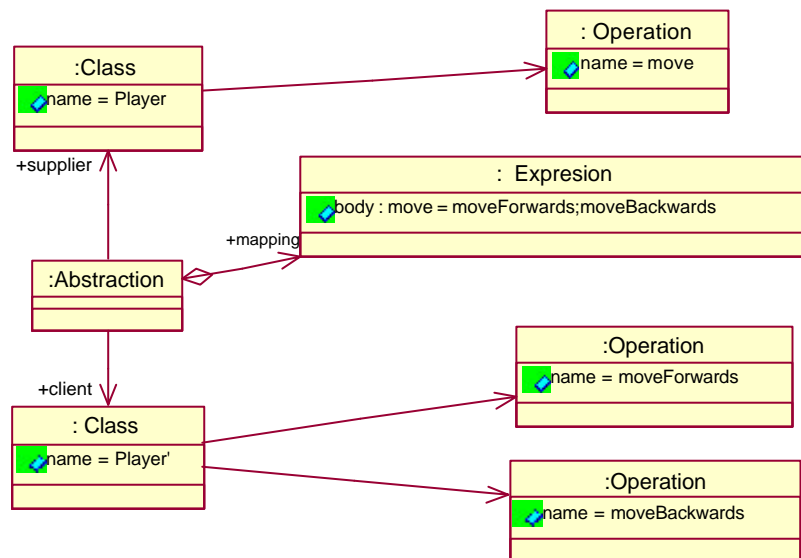 : Operation
name = move
:Class
name = Player
+supplier
: Expresion
body : move = moveForwards;moveBackwards
+mapping
:Abstraction
+client
:Operation
name = moveForwards
: Class
name = Player'
:Operation
name = moveBackwards